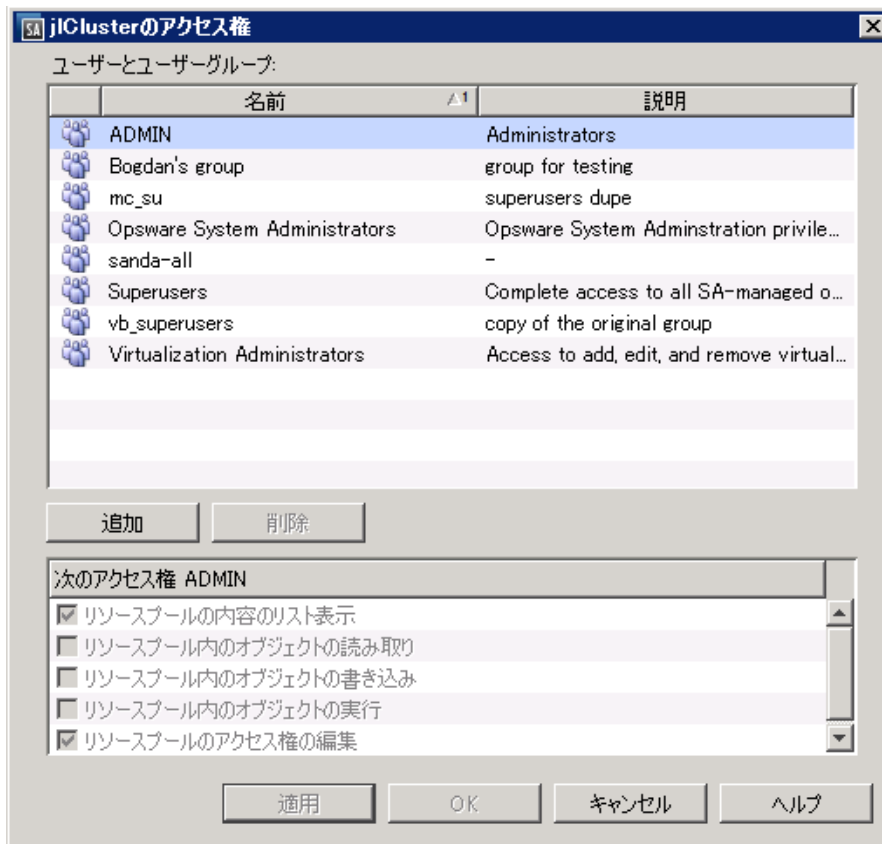 SA jlClusterのアクセス権
ユーザーとユーザーグループ:
名前 1 説明
ADMIN Administrators
Bogdan's group group for testing
mc_su superusers dupe
Opsware System Administrators Opsware System Adminstration privile...
sanda-all -
Superusers Complete access to all SA-managed o...
vb_superusers copy of the original group
Virtualization Administrators Access to add, edit, and remove virtual...
追加 削除
次のアクセス権 ADMIN
リソースプールの内容のリスト表示
リソースプール内のオブジェクトの読み取り
リソースプール内のオブジェクトの書き込み
リソースプール内のオブジェクトの実行
リソースプールのアクセス権の編集
適用 OK キャンセル ヘルプ